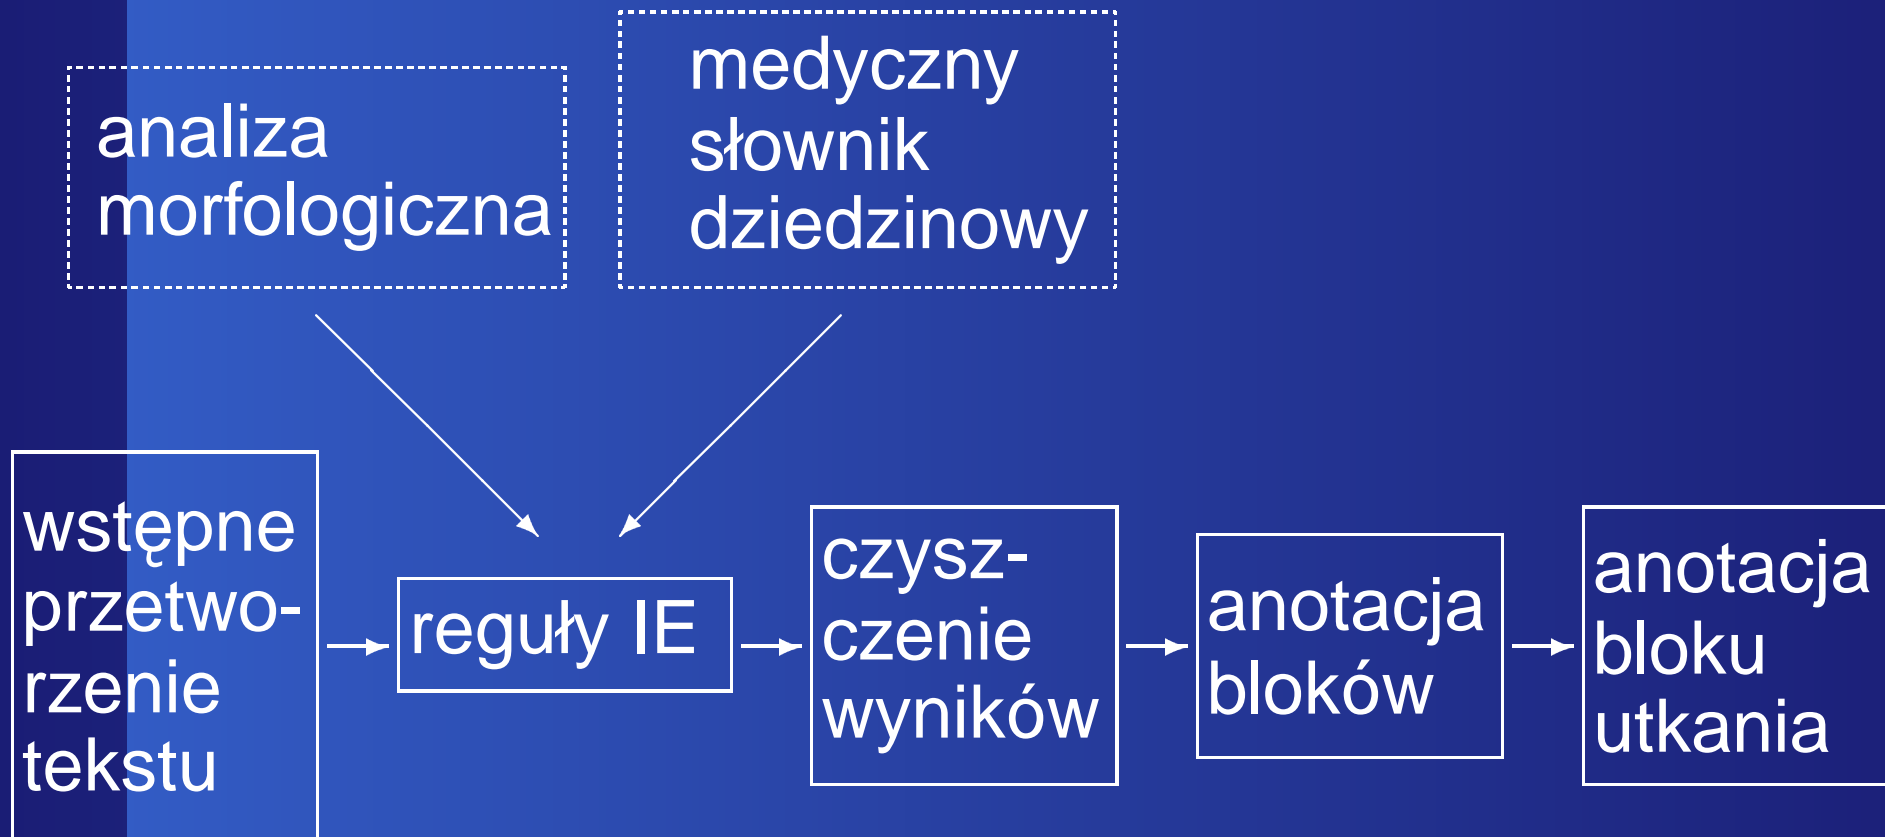 analiza
morfologiczna
medyczny
słownik
dziedzinowy
wstępne
przetwo-
rzenie
tekstu
reguły IE
czysz-
czenie
wyników
anotacja
bloków
anotacja
bloku
utkania